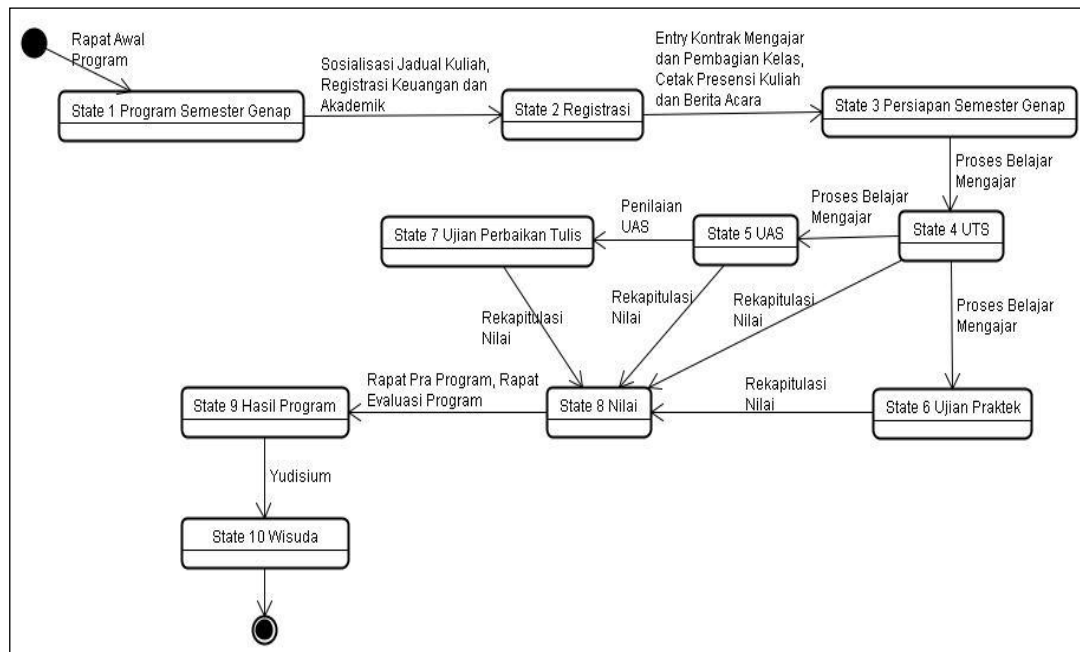 Rapat Awal
Program
State 1 Program Semester Genap
Sosialisasi Jadual Kuliah,
Registrasi Keuangan dan
Akademik
State 2 Registrasi
Entry Kontrak Mengajar
dan Pembagian Kelas,
Cetak Presensi Kuliah
dan Berita Acara
State 3 Persiapan Semester Genap
Proses Belajar
Mengajar
State 4 UTS
Proses Belajar
Mengajar
State 5 UAS
Penilaian
UAS
State 7 Ujian Perbaikan Tulis
Rekapitulasi
Nilai
Rekapitulasi
Nilai
Rekapitulasi
Nilai
Proses Belajar
Mengajar
State 6 Ujian Praktek
Rekapitulasi
Nilai
State 8 Nilai
Rapat Pra Program, Rapat
Evaluasi Program
State 9 Hasil Program
Yudisium
State 10 Wisuda